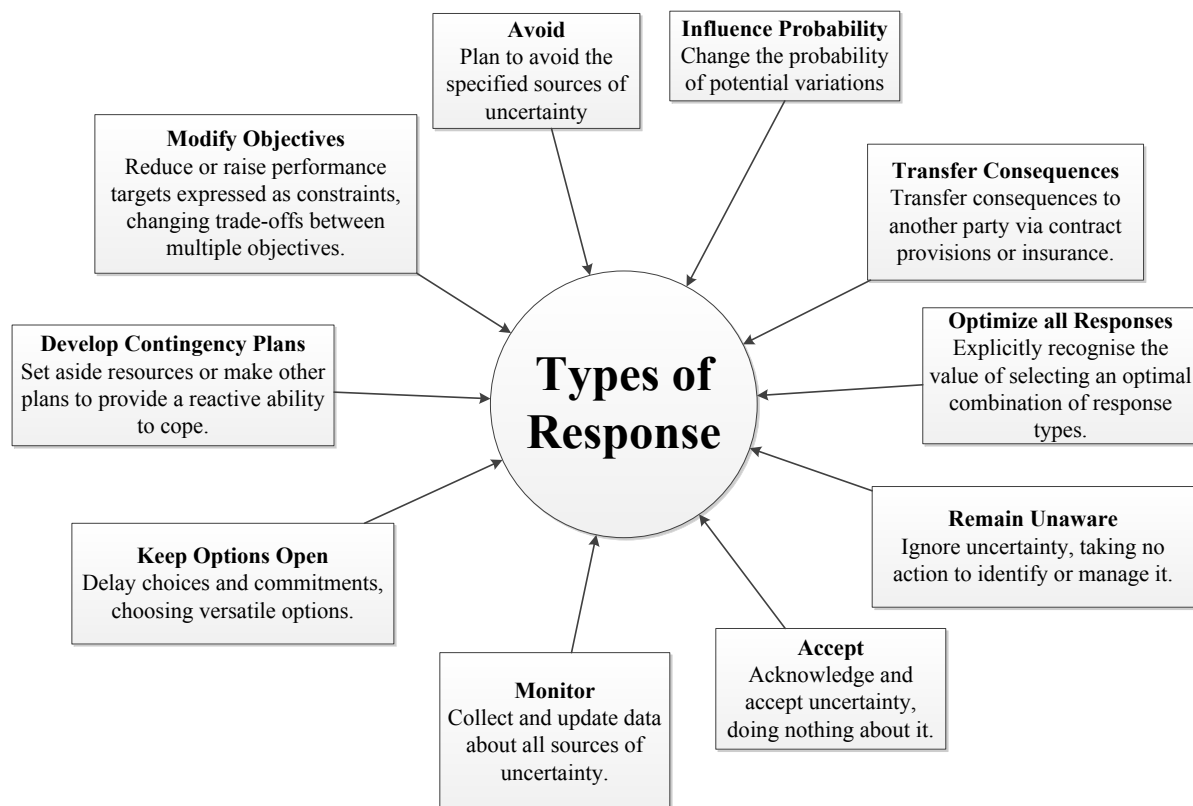 Avoid
Plan to avoid the
specified sources of
uncertainty
Influence Probability
Change the probability
of potential variations
Modify Objectives
Reduce or raise performance
targets expressed as constraints,
changing trade-offs between
multiple objectives.
Transfer Consequences
Transfer consequences to
another party via contract
provisions or insurance.
Develop Contingency Plans
Set aside resources or make other
plans to provide a reactive ability
to cope.
Types of
Response
Optimize all Responses
Explicitly recognise the
value of selecting an optimal
combination of response
types.
Keep Options Open
Delay choices and commitments,
choosing versatile options.
Remain Unaware
Ignore uncertainty, taking no
action to identify or manage it.
Monitor
Collect and update data
about all sources of
uncertainty.
Accept
Acknowledge and
accept uncertainty,
doing nothing about it.